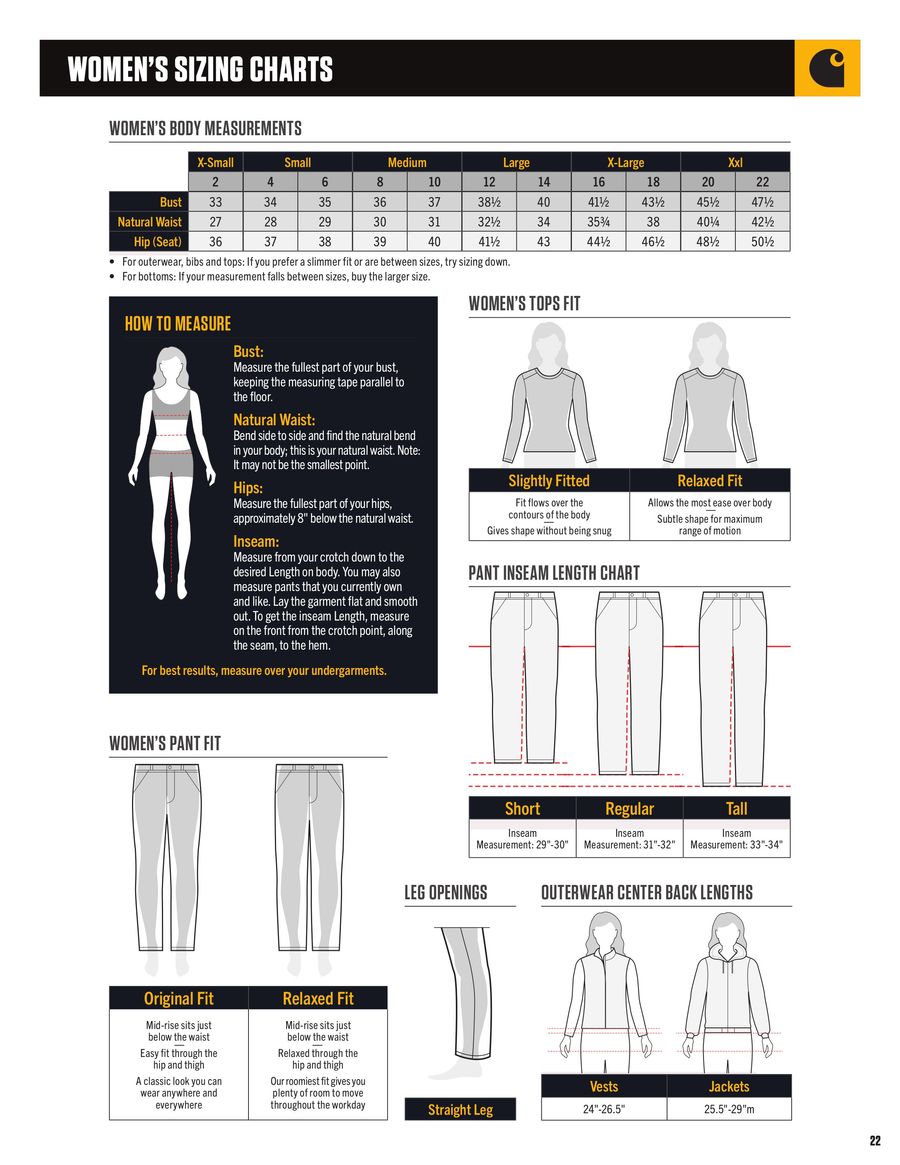 WOMEN'S SIZING CHARTS
WOMEN'S BODY MEASUREMENTS
X-Small Small Medium Large X-Large Xxl
2 4 6 8 10 12 14 16 18 20 22
Bust 33 34 35 36 37 38½ 40 41½ 43½ 45½ 47½
Natural Waist 27 28 29 30 31 32½ 34 35¾ 38 40¼ 42½
Hip (Seat) 36 37 38 39 40 41½ 43 44½ 46½ 48½ 50½
• For outerwear, bibs and tops: If you prefer a slimmer fit or are between sizes, try sizing down.
• For bottoms: If your measurement falls between sizes, buy the larger size.
HOW TO MEASURE
Bust:
Measure the fullest part of your bust,
keeping the measuring tape parallel to
the floor.
Natural Waist:
Bend side to side and find the natural bend
in your body; this is your natural waist. Note:
It may not be the smallest point.
Hips:
Measure the fullest part of your hips,
approximately 8" below the natural waist.
Inseam:
Measure from your crotch down to the
desired Length on body. You may also
measure pants that you currently own
and like. Lay the garment flat and smooth
out. To get the inseam Length, measure
on the front from the crotch point, along
the seam, to the hem.
For best results, measure over your undergarments.
WOMEN'S TOPS FIT
Slightly Fitted
Fit flows over the
contours of the body
Gives shape without being snug
Relaxed Fit
Allows the most ease over body
Subtle shape for maximum
range of motion
PANT INSEAM LENGTH CHART
Short
Inseam
Measurement: 29"-30"
Regular
Inseam
Measurement: 31"-32"
Tall
Inseam
Measurement: 33"-34"
WOMEN'S PANT FIT
Original Fit
Mid-rise sits just
below the waist
Easy fit through the
hip and thigh
A classic look you can
wear anywhere and
everywhere
Relaxed Fit
Mid-rise sits just
below the waist
Relaxed through the
hip and thigh
Our roomiest fit gives you
plenty of room to move
throughout the workday
LEG OPENINGS
Straight Leg
OUTERWEAR CENTER BACK LENGTHS
Vests
24"-26.5"
Jackets
25.5"-29"m
22